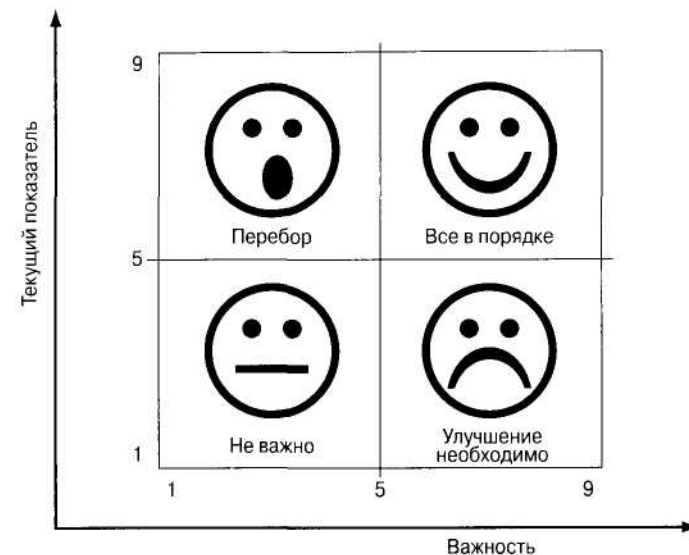 Текущий показатель
9
Перебор
Все в порядке
5
Не важно
Улучшение
необходимо
1
1
5
9
Важность